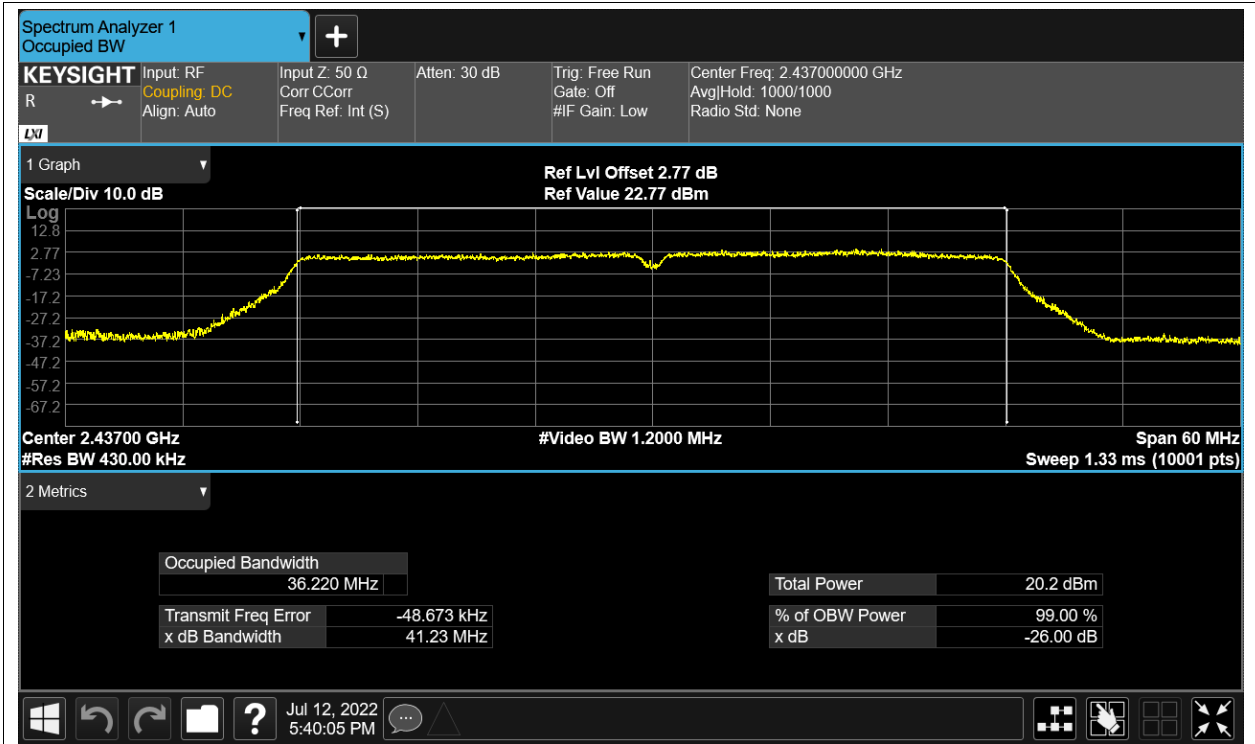 Spectrum Analyzer 1
Occupied BW
KEYSIGHT
R
LXI
Input: RF
Coupling: DC
Align: Auto
Input Z: 50 Ω
Corr CCorr
Freq Ref: Int (S)
Atten: 30 dB
Trig: Free Run
Gate: Off
#IF Gain: Low
Center Freq: 2.437000000 GHz
Avg|Hold: 1000/1000
Radio Std: None
1 Graph
Scale/Div 10.0 dB
Ref Lvl Offset 2.77 dB
Ref Value 22.77 dBm
Log
12.8
2.77
-7.23
-17.2
-27.2
-37.2
-47.2
-57.2
-67.2
Center 2.43700 GHz
#Res BW 430.00 kHz
#Video BW 1.2000 MHz
Span 60 MHz
Sweep 1.33 ms (10001 pts)
2 Metrics
Occupied Bandwidth
36.220 MHz
Transmit Freq Error -48.673 kHz
x dB Bandwidth 41.23 MHz
Total Power 20.2 dBm
% of OBW Power 99.00 %
x dB -26.00 dB
Jul 12, 2022
5:40:05 PM